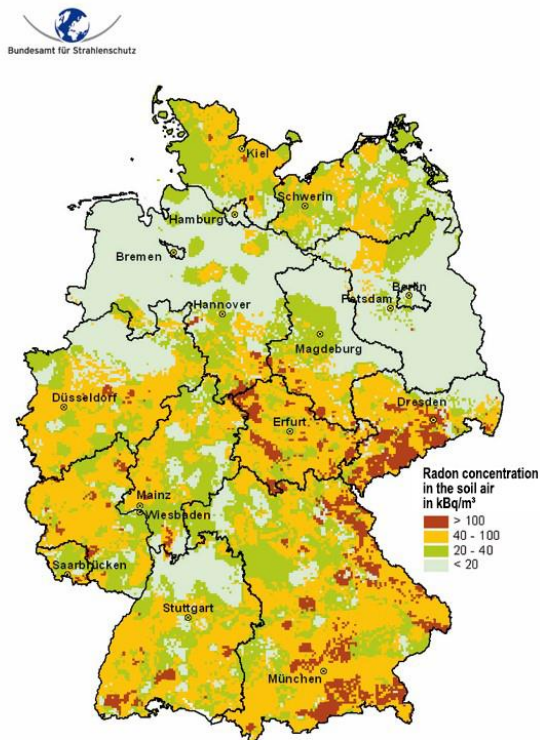 Bundesamt für Strahlenschutz
Kiel
Schwerin
Hamburg
Bremen
Berlin
Potsdam
Hannover
Magdeburg
Düsseldorf
Dresden
Erfurt
Radon concentration
in the soil air
in kBq/m³
> 100
40 - 100
20 - 40
< 20
Mainz
Wiesbaden
Saarbrücken
Stuttgart
München